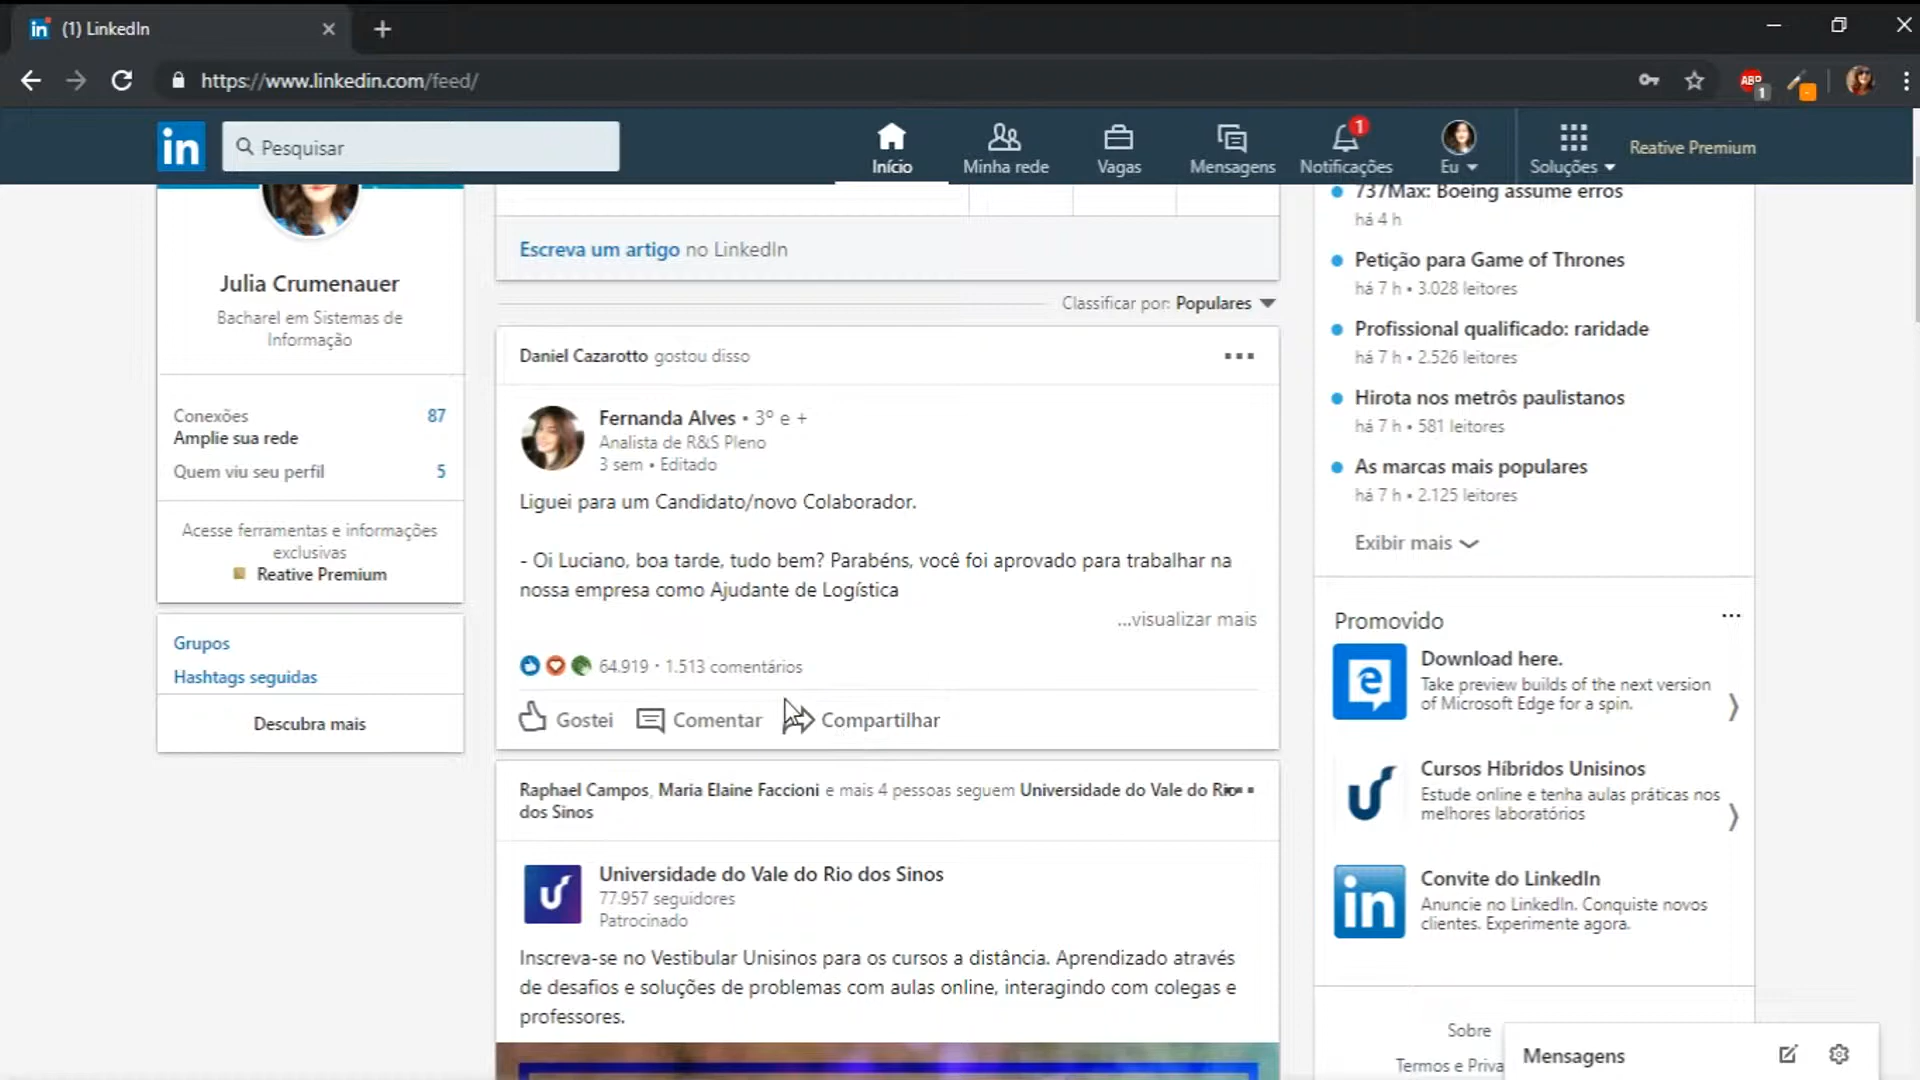 (1) LinkedIn
https://www.linkedin.com/feed/
ABP
1
in
Pesquisar
Início
Minha rede
Vagas
Mensagens
1
Notificações
Eu
Soluções
Reative Premium
Julia Crumenauer
Bacharel em Sistemas de
Informação
Conexões 87
Amplie sua rede
Quem viu seu perfil 5
Acesse ferramentas e informações
exclusivas
Reative Premium
Grupos
Hashtags seguidas
Descubra mais
Escreva um artigo no LinkedIn
Classificar por: Populares
Daniel Cazarotto gostou disso
Fernanda Alves • 3º e +
Analista de R&S Pleno
3 sem • Editado
Liguei para um Candidato/novo Colaborador.
- Oi Luciano, boa tarde, tudo bem? Parabéns, você foi aprovado para trabalhar na
nossa empresa como Ajudante de Logística
...visualizar mais
64.919 · 1.513 comentários
Gostei
Comentar
Compartilhar
Raphael Campos, Maria Elaine Faccioni e mais 4 pessoas seguem Universidade do Vale do Rio
dos Sinos
Universidade do Vale do Rio dos Sinos
77.957 seguidores
Patrocinado
Inscreva-se no Vestibular Unisinos para os cursos a distância. Aprendizado através
de desafios e soluções de problemas com aulas online, interagindo com colegas e
professores.
737Max: Boeing assume erros
há 4 h
Petição para Game of Thrones
há 7 h • 3.028 leitores
Profissional qualificado: raridade
há 7 h • 2.526 leitores
Hirota nos metrôs paulistanos
há 7 h • 581 leitores
As marcas mais populares
há 7 h • 2.125 leitores
Exibir mais
Promovido
Download here.
Take preview builds of the next version
of Microsoft Edge for a spin.
Cursos Híbridos Unisinos
Estude online e tenha aulas práticas nos
melhores laboratórios
in
Convite do LinkedIn
Anuncie no LinkedIn. Conquiste novos
clientes. Experimente agora.
Sobre
Termos e Priva
Mensagens